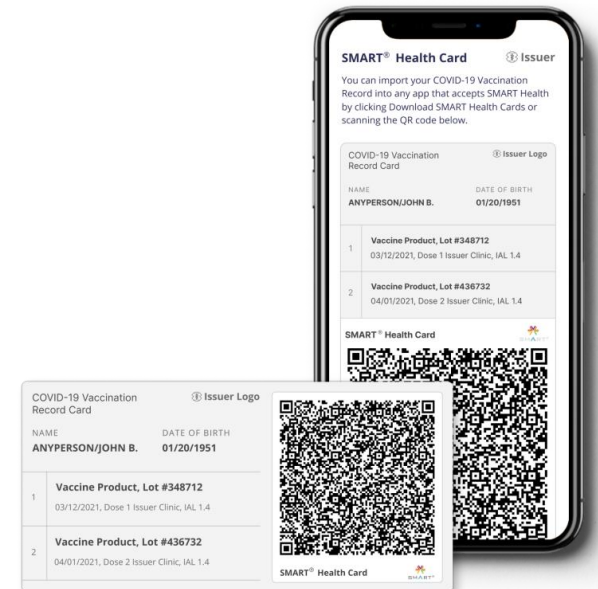 SMART® Health Card
Issuer
You can import your COVID-19 Vaccination
Record into any app that accepts SMART Health
by clicking Download SMART Health Cards or
scanning the QR code below.
COVID-19 Vaccination
Record Card
Issuer Logo
NAME
DATE OF BIRTH
ANYPERSON/JOHN B.
01/20/1951
1
Vaccine Product, Lot #348712
03/12/2021, Dose 1 Issuer Clinic, IAL 1.4
2
Vaccine Product, Lot #436732
04/01/2021, Dose 2 Issuer Clinic, IAL 1.4
SMART® Health Card
SMART®
COVID-19 Vaccination
Record Card
Issuer Logo
NAME
DATE OF BIRTH
ANYPERSON/JOHN B.
01/20/1951
1
Vaccine Product, Lot #348712
03/12/2021, Dose 1 Issuer Clinic, IAL 1.4
2
Vaccine Product, Lot #436732
04/01/2021, Dose 2 Issuer Clinic, IAL 1.4
SMART® Health Card
SMART®